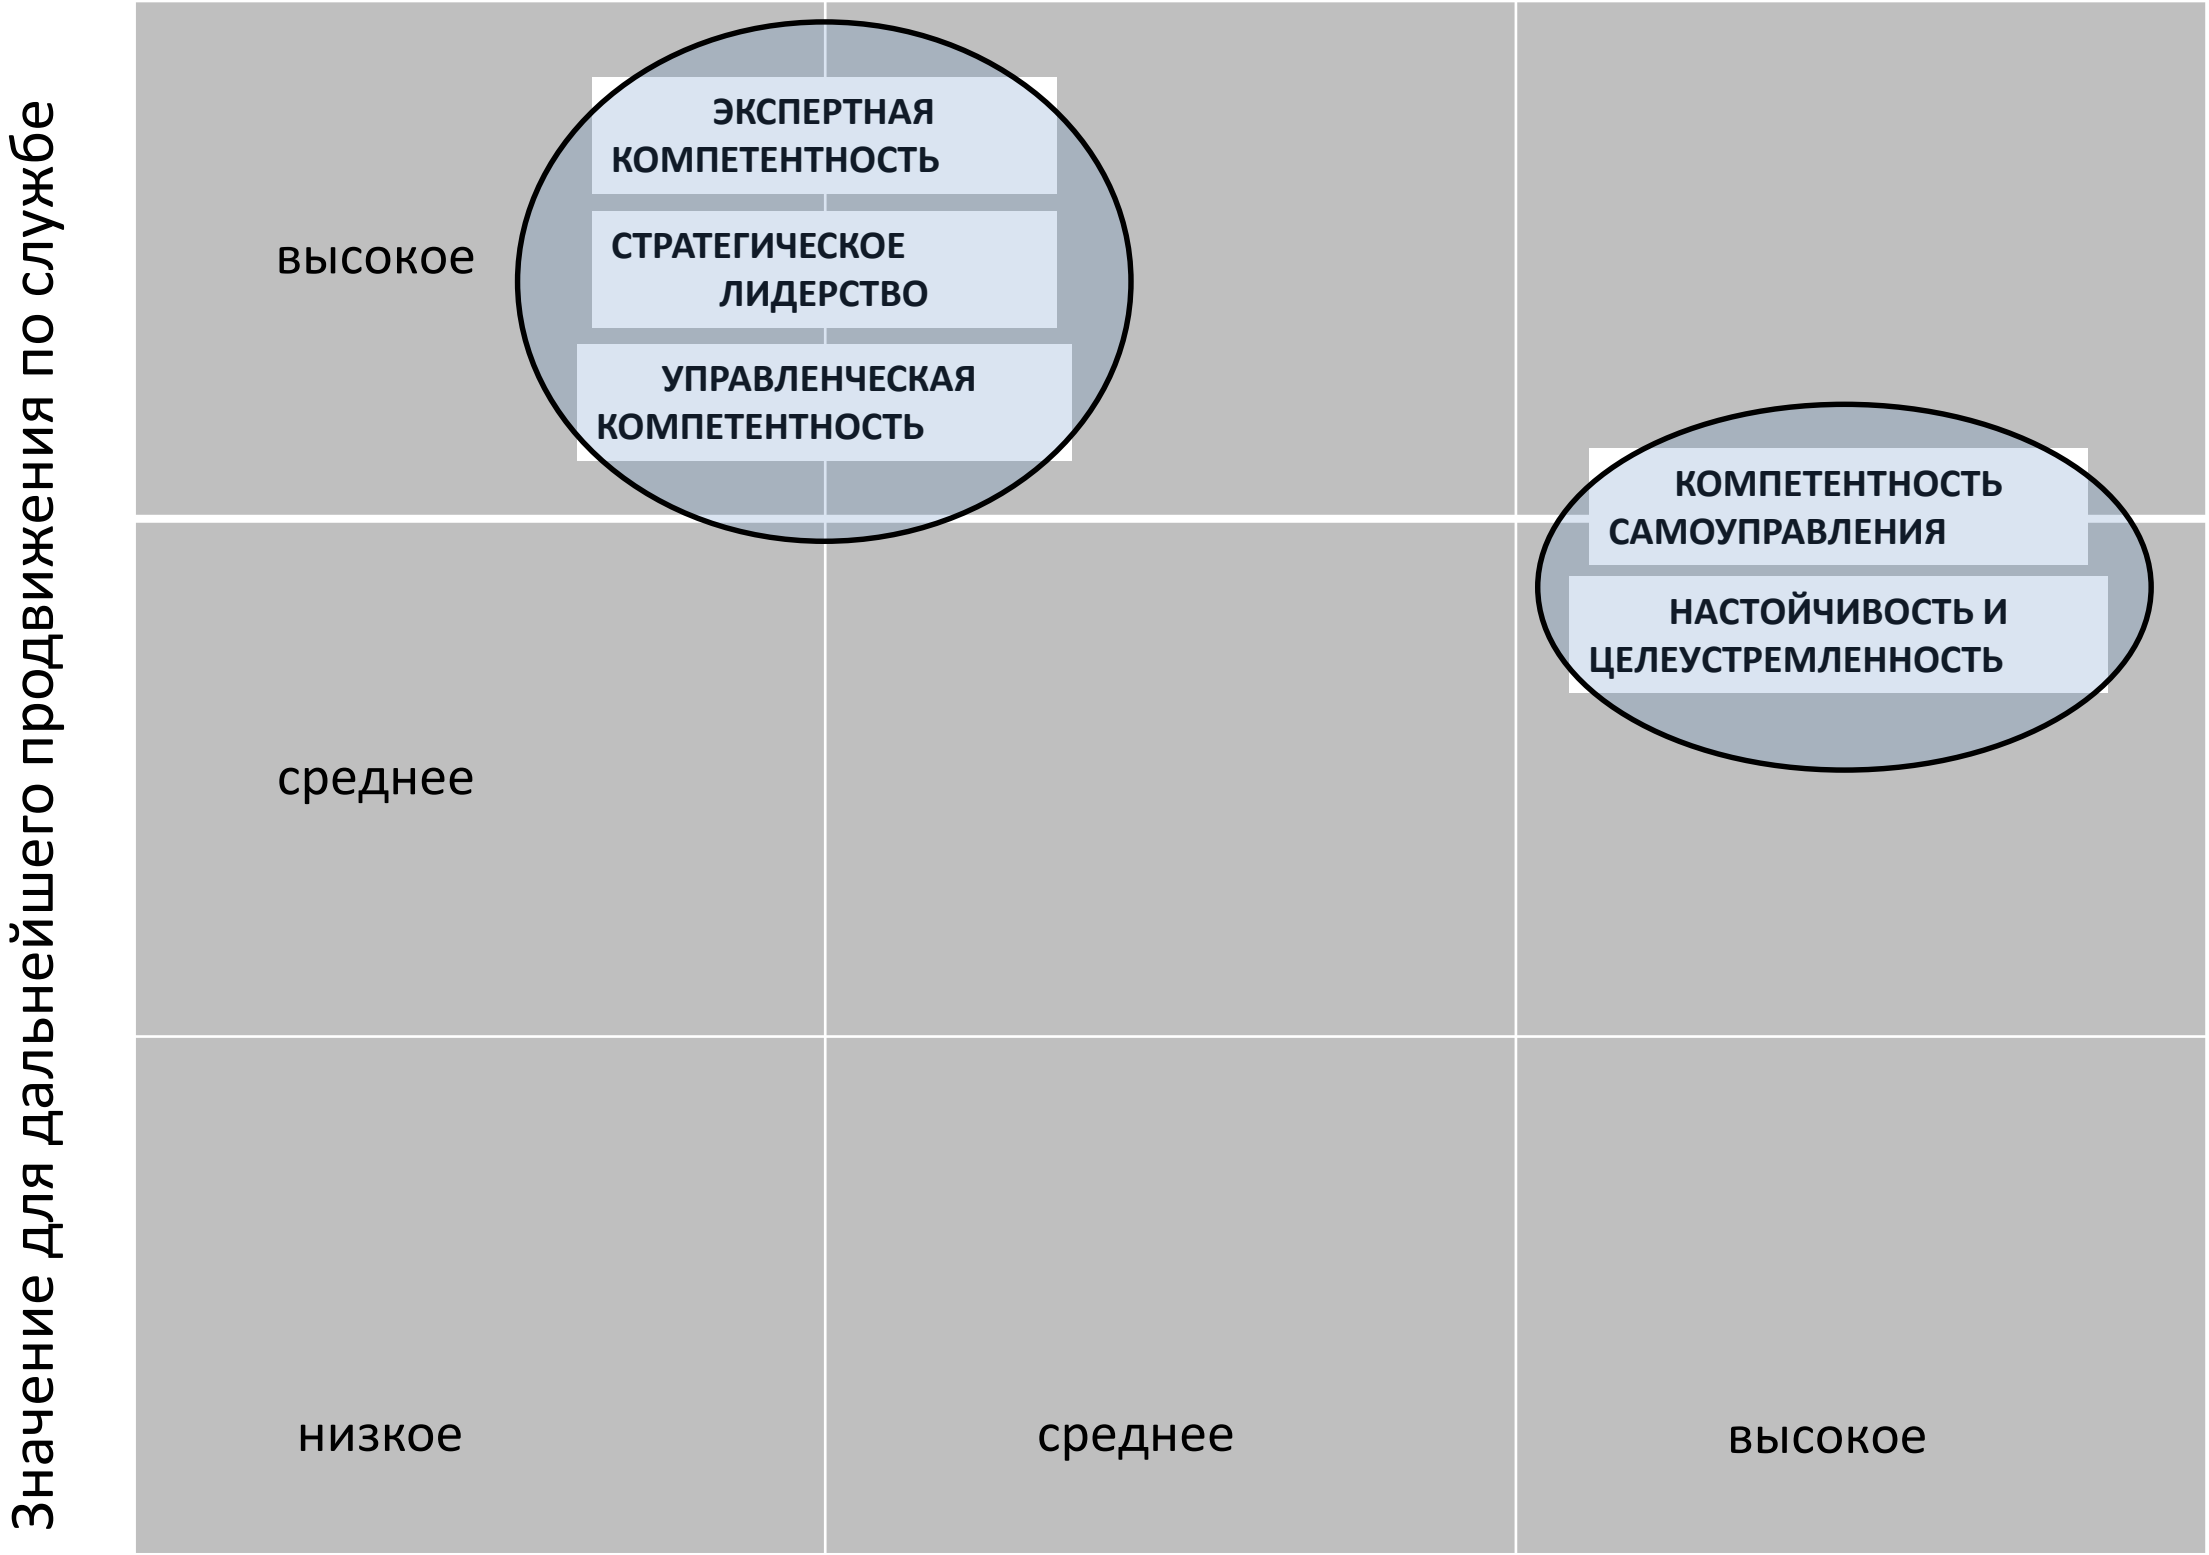 Значение для дальнейшего продвижения по службе
высокое
ЭКСПЕРТНАЯ
КОМПЕТЕНТНОСТЬ
СТРАТЕГИЧЕСКОЕ
ЛИДЕРСТВО
УПРАВЛЕНЧЕСКАЯ
КОМПЕТЕНТНОСТЬ
КОМПЕТЕНТНОСТЬ
САМОУПРАВЛЕНИЯ
НАСТОЙЧИВОСТЬ И
ЦЕЛЕУСТРЕМЛЕННОСТЬ
среднее
низкое
среднее
высокое